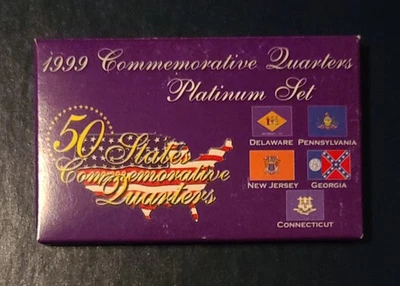 1999 Commemorative Quarters
Platinum Set
50 States
Commemorative
Quarters
DELAWARE PENNSYLVANIA
NEW JERSEY GEORGIA
CONNECTICUT